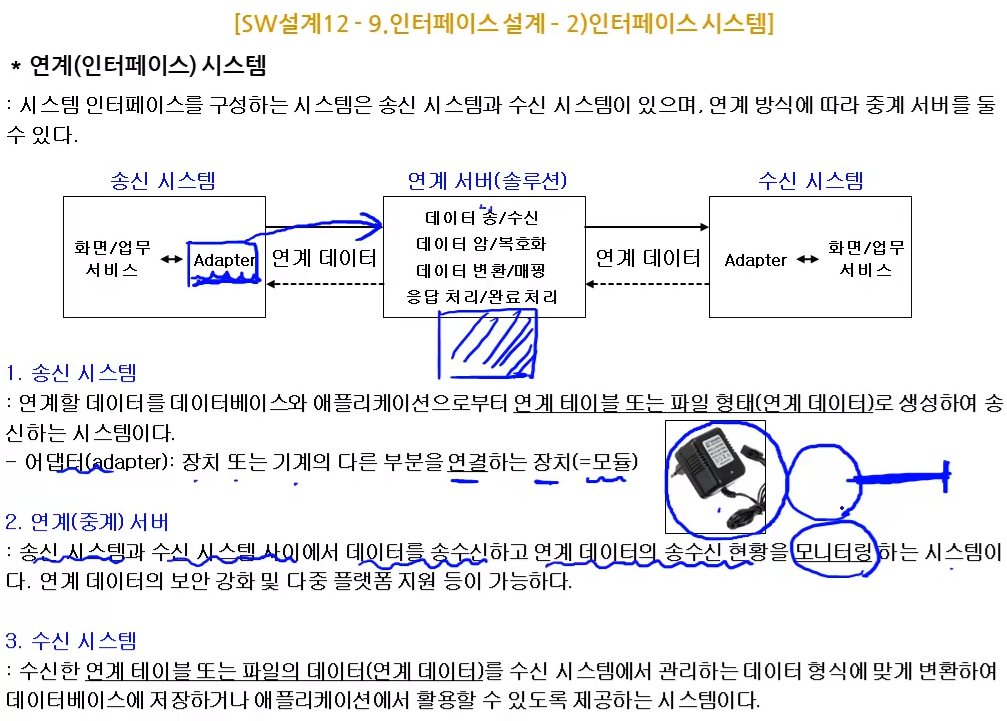 [SW설계12 - 9.인터페이스 설계 - 2)인터페이스 시스템]
* 연계(인터페이스) 시스템
: 시스템 인터페이스를 구성하는 시스템은 송신 시스템과 수신 시스템이 있으며, 연계 방식에 따라 중계 서버를 둘
수 있다.
송신 시스템
연계 서버(솔루션)
수신 시스템
화면/업무
서비스
Adapter
연계 데이터
데이터 송/수신
데이터 암/복호화
데이터 변환/매핑
응답 처리/완료 처리
연계 데이터
Adapter
화면/업무
서비스
1. 송신 시스템
: 연계할 데이터를 데이터베이스와 애플리케이션으로부터 연계 테이블 또는 파일 형태(연계 데이터)로 생성하여 송
신하는 시스템이다.
- 어댑터(adapter): 장치 또는 기계의 다른 부분을 연결하는 장치(=모듈)
2. 연계(중계) 서버
: 송신 시스템과 수신 시스템 사이에서 데이터를 송수신하고 연계 데이터의 송수신 현황을 모니터링 하는 시스템이
다. 연계 데이터의 보안 강화 및 다중 플랫폼 지원 등이 가능하다.
3. 수신 시스템
: 수신한 연계 테이블 또는 파일의 데이터(연계 데이터)를 수신 시스템에서 관리하는 데이터 형식에 맞게 변환하여
데이터베이스에 저장하거나 애플리케이션에서 활용할 수 있도록 제공하는 시스템이다.